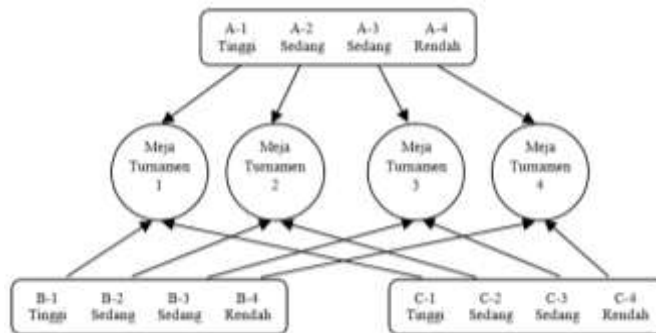 A-1 A-2 A-3 A-4
Tinggi Sedang Sedang Rendah
Meja Turnamen 1
Meja Turnamen 2
Meja Turnamen 3
Meja Turnamen 4
B-1 B-2 B-3 B-4
Tinggi Sedang Sedang Rendah
C-1 C-2 C-3 C-4
Tinggi Sedang Sedang Rendah